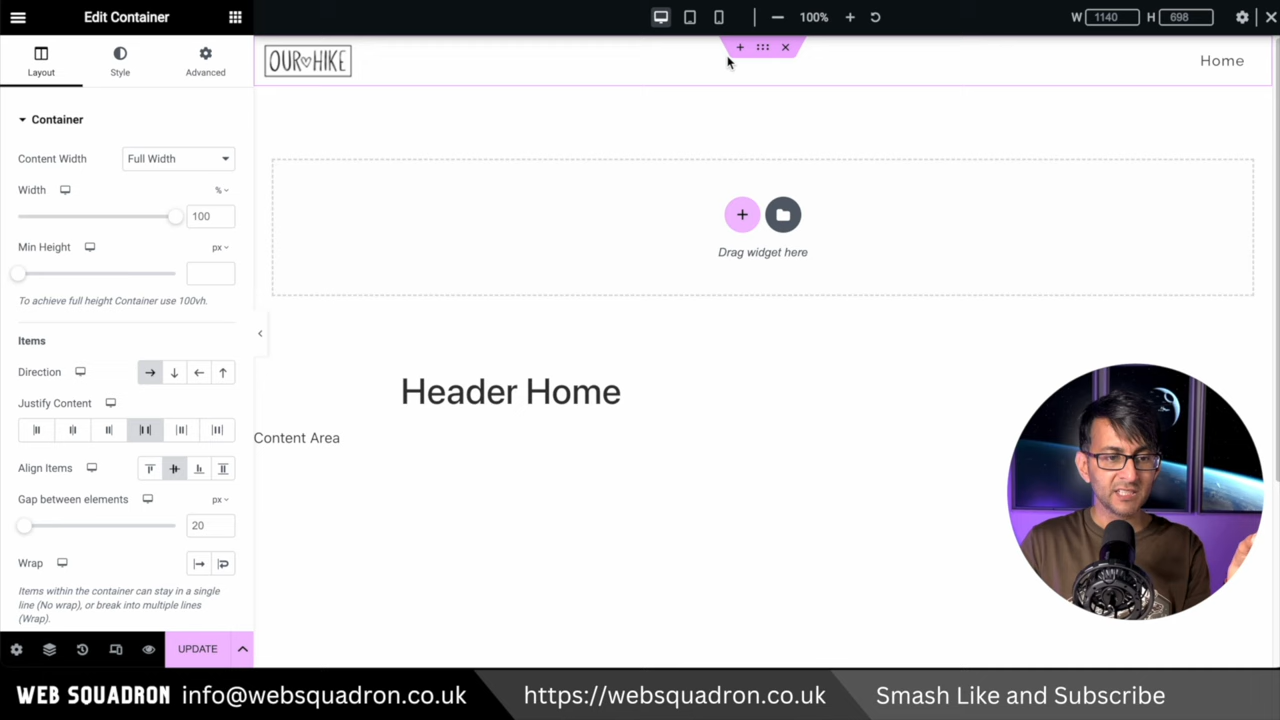 Edit Container
100%
W 1140 H 698
Layout
Style
Advanced
Container
Content Width Full Width
Width %
100
Min Height px
To achieve full height Container use 100vh.
Items
Direction
Justify Content
Align Items
Gap between elements px
20
Wrap
Items within the container can stay in a single
line (No wrap), or break into multiple lines
(Wrap).
UPDATE
OUR HIKE
Home
Drag widget here
Header Home
Content Area
WEB SQUADRON info@websquadron.co.uk https://websquadron.co.uk Smash Like and Subscribe